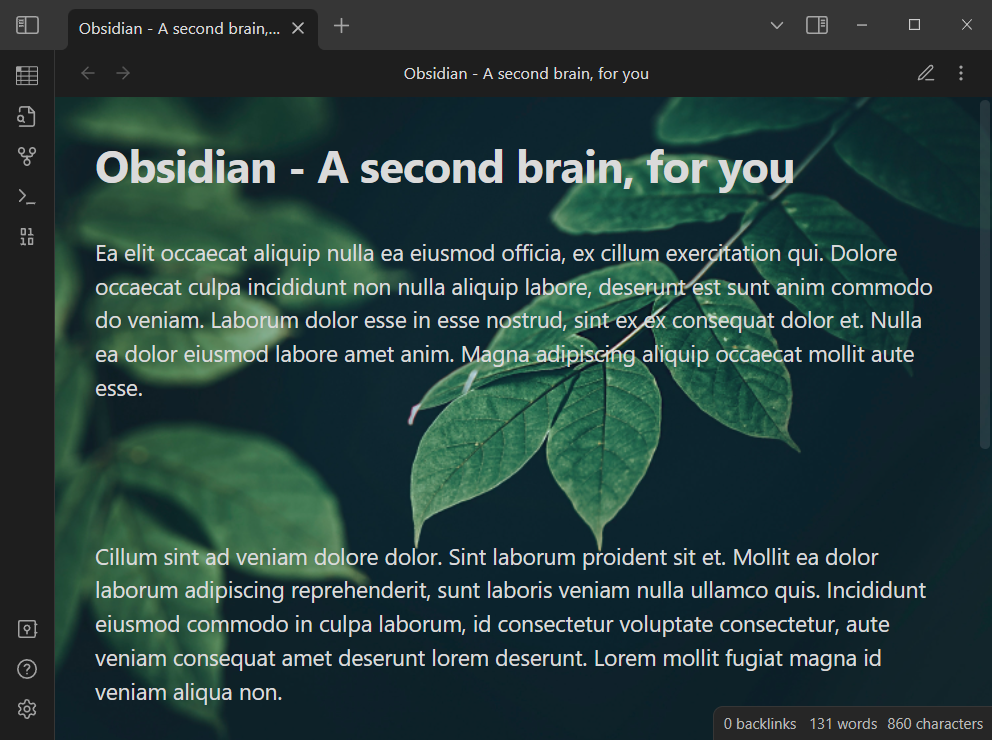 Obsidian - A second brain,...
Obsidian - A second brain, for you
Obsidian - A second brain, for you
Ea elit occaecat aliquip nulla ea eiusmod officia, ex cillum exercitation qui. Dolore
occaecat culpa incididunt non nulla aliquip labore, deserunt est sunt anim commodo
do veniam. Laborum dolor esse in esse nostrud, sint ex ex consequat dolor et. Nulla
ea dolor eiusmod labore amet anim. Magna adipiscing aliquip occaecat mollit aute
esse.
Cillum sint ad veniam dolore dolor. Sint laborum proident sit et. Mollit ea dolor
laborum adipiscing reprehenderit, sunt laboris veniam nulla ullamco quis. Incididunt
eiusmod commodo in culpa laborum, id consectetur voluptate consectetur, aute
veniam consequat amet deserunt lorem deserunt. Lorem mollit fugiat magna id
veniam aliqua non.
0 backlinks 131 words 860 characters